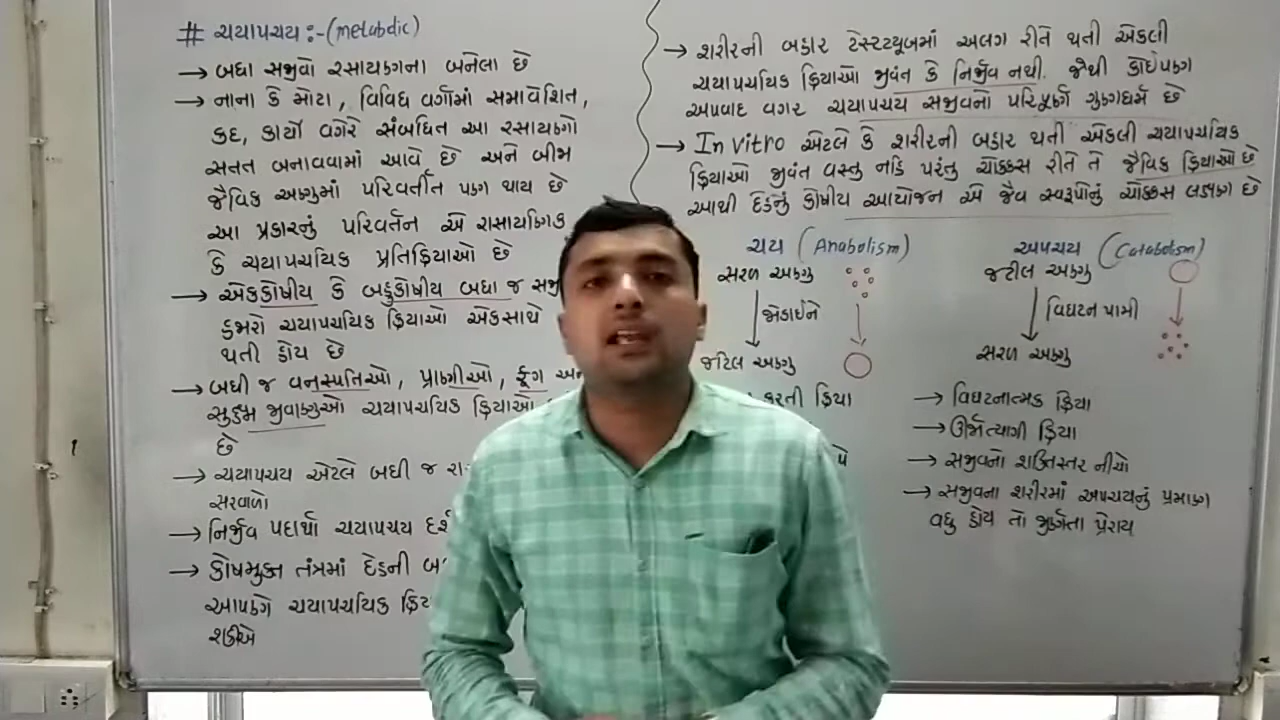 # ચયાપચય :- (metabolic)
→ બધા સજીવો રસાયણના બનેલા છે
→ નાના કે મોટા, વિવિધ વર્ગોમાં સમાવેશિત,
કદ, કાર્યો વગેરે સંબધિત આ રસાયણો
સતત બનાવવામાં આવે છે અને બીજા
જૈવિક અણુમાં પરિવર્તીત પણ થાય છે
આ પ્રકારનું પરિવર્તન એ રાસાયણિક
કે ચયાપચયિક પ્રતિક્રિયાઓ છે
→ એકકોષીય કે બહુકોષીય બધા જ
હજારો ચયાપચયિક ક્રિયાઓ એકસાથે
થતી હોય છે
→ બધી જ વનસ્પતિઓ, પ્રાણીઓ, ફૂગ
સુક્ષ્મ જીવાણુઓ ચયાપચયિક ક્રિયાઓ
છે
→ ચયાપચય એટલે બધી જ
સરવાળો
→ નિર્જીવ પદાર્થો ચયાપચય
→ કોષમુક્ત તંત્રમાં દેહની
આપણે ચયાપચયિક
શકીએ
→ શરીરની બહાર ટેસ્ટટ્યૂબમાં અલગ રીતે થતી એકલી
ચયાપચયિક ક્રિયાઓ જીવંત કે નિર્જીવ નથી. જેથી કોઇપણ
અપવાદ વગર ચયાપચય સજીવનો પરિપૂર્ણ ગુણધર્મ છે
→ In vitro એટલે કે શરીરની બહાર થતી એકલી ચયાપચયિક
ક્રિયાઓ જીવંત વસ્તુ નહિ પરંતુ ચોક્કસ રીતે તે જૈવિક ક્રિયાઓ છે
આથી દેહનું કોષીય આયોજન એ જૈવ સ્વરૂપોનું ચોક્કસ લક્ષણ છે
ચય (Anabolism)
સરળ અણુ
↓ જોડાઈને
જટિલ અણુ
કરતી ક્રિયા
અપચય (Catabolism)
જટીલ અણુ
↓ વિઘટન પામી
સરળ અણુ
→ વિઘટનાત્મક ક્રિયા
→ ઊર્જાત્યાગી ક્રિયા
→ સજીવનો શક્તિસ્તર નીચો
→ સજીવના શરીરમાં અપચયનું પ્રમાણ
વધુ હોય તો જીર્ણતા પ્રેરાય